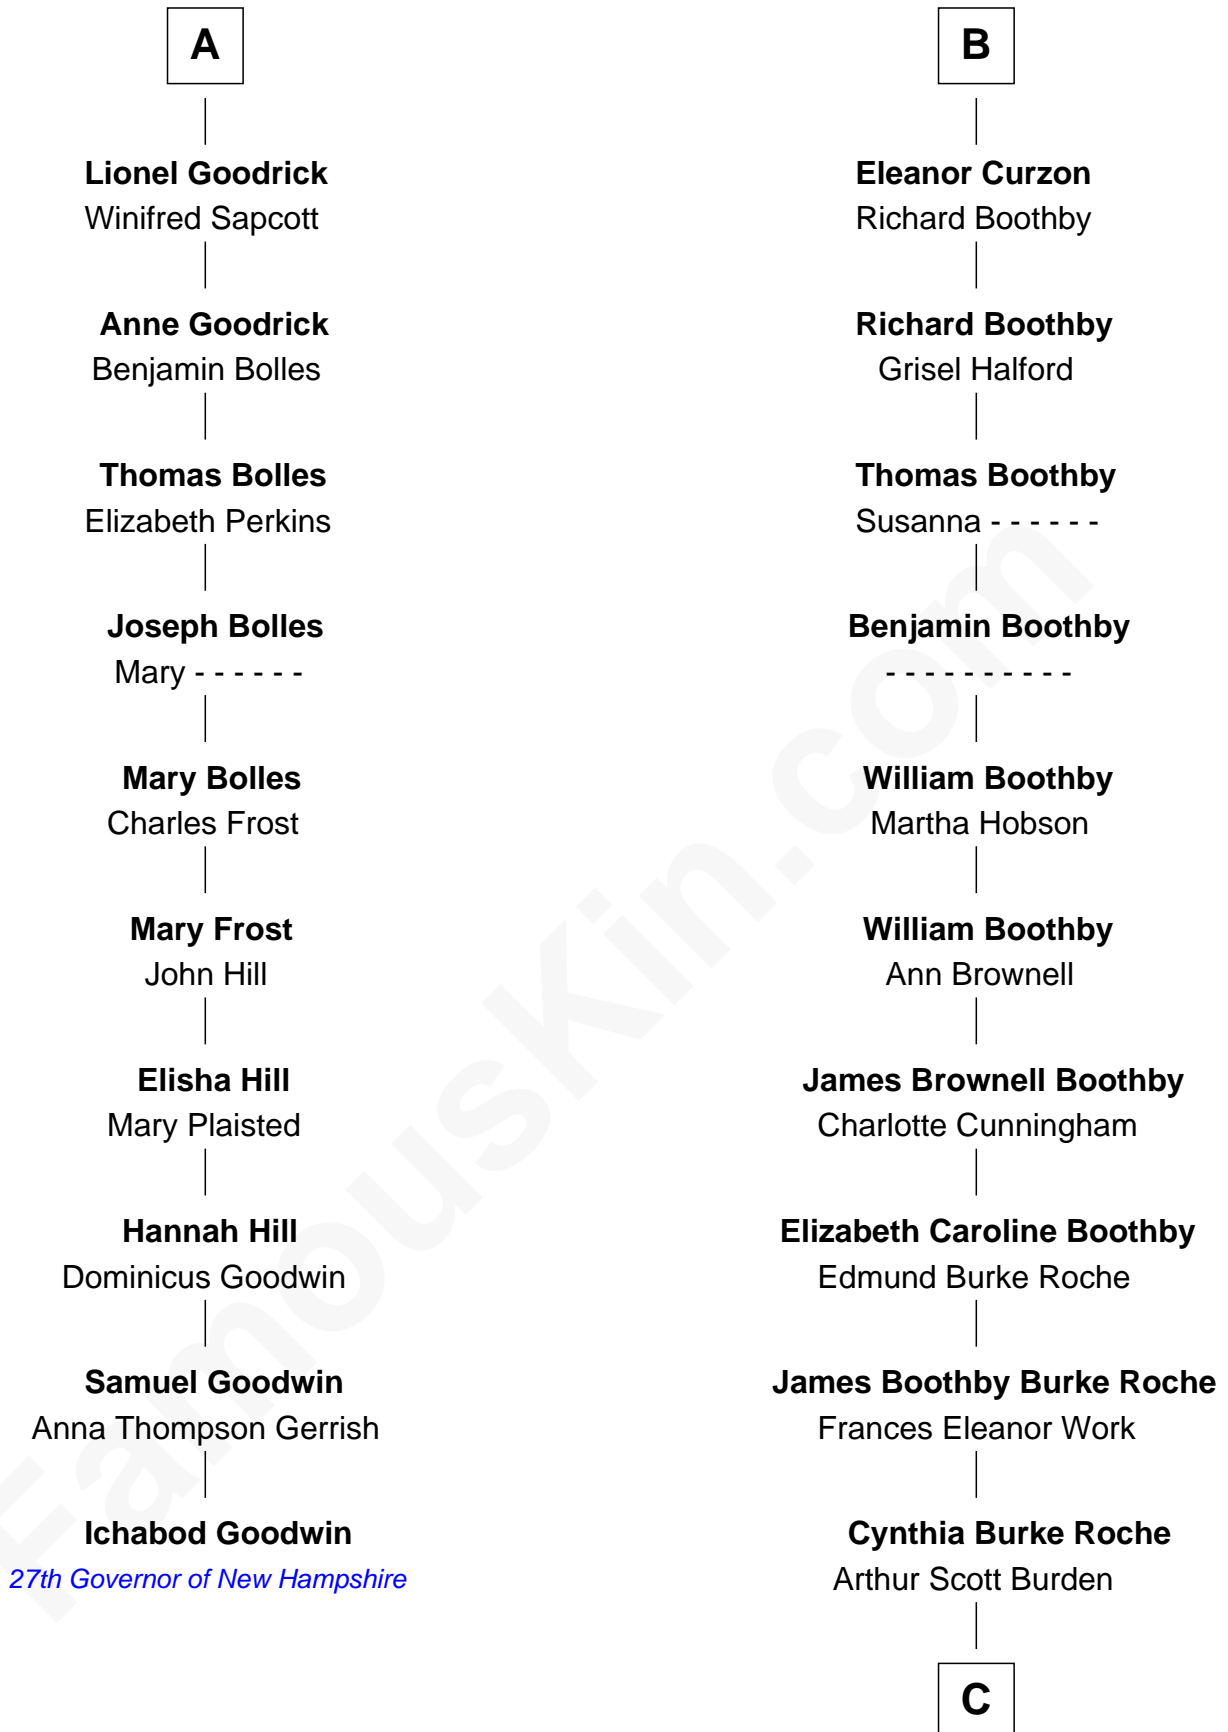 A
Lionel Goodrick
Winifred Sapcott
Anne Goodrick
Benjamin Bolles
Thomas Bolles
Elizabeth Perkins
Joseph Bolles
Mary - - - - - -
Mary Bolles
Charles Frost
Mary Frost
John Hill
Elisha Hill
Mary Plaisted
Hannah Hill
Dominicus Goodwin
Samuel Goodwin
Anna Thompson Gerrish
Ichabod Goodwin
27th Governor of New Hampshire
B
Eleanor Curzon
Richard Boothby
Richard Boothby
Grisel Halford
Thomas Boothby
Susanna - - - - - -
Benjamin Boothby
- - - - - - - - - -
William Boothby
Martha Hobson
William Boothby
Ann Brownell
James Brownell Boothby
Charlotte Cunningham
Elizabeth Caroline Boothby
Edmund Burke Roche
James Boothby Burke Roche
Frances Eleanor Work
Cynthia Burke Roche
Arthur Scott Burden
C
FamousKin.com